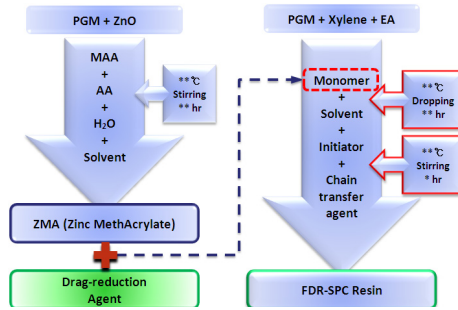 PGM + ZnO
MAA
+
AA
+
H₂O
+
Solvent
**℃
Stirring
** hr
ZMA (Zinc MethAcrylate)
Drag-reduction
Agent
PGM + Xylene + EA
Monomer
+
Solvent
+
Initiator
+
Chain
transfer
agent
**℃
Dropping
** hr
**℃
Stirring
* hr
FDR-SPC Resin